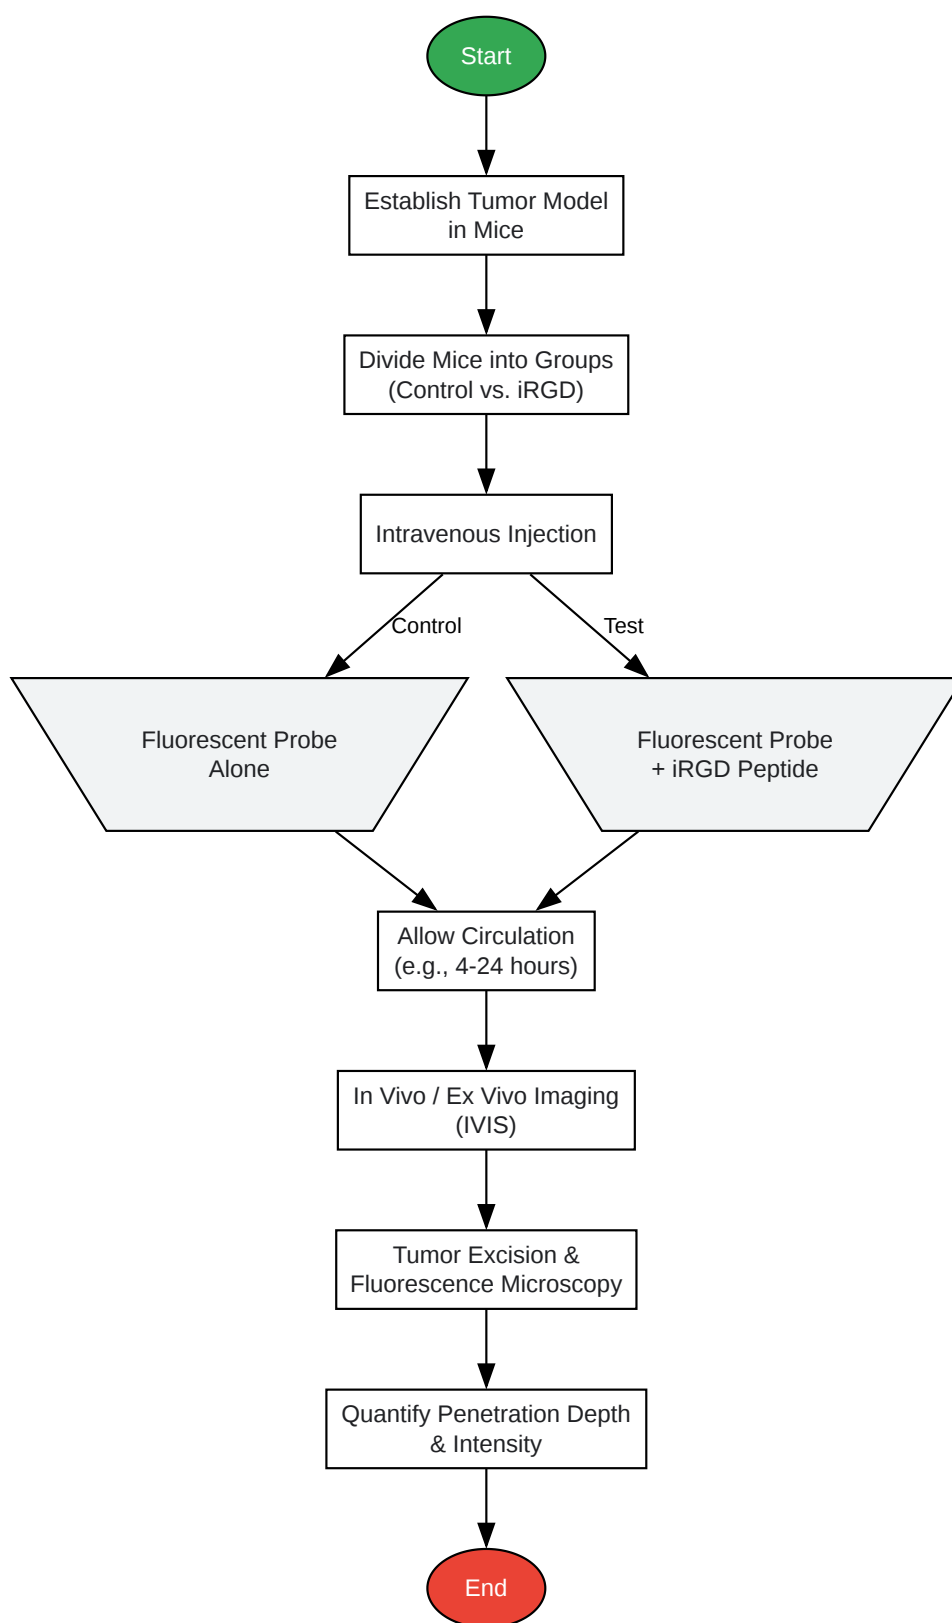 Start
Establish Tumor Model
in Mice
Divide Mice into Groups
(Control vs. iRGD)
Intravenous Injection
Control
Test
Fluorescent Probe
Alone
Fluorescent Probe
+ iRGD Peptide
Allow Circulation
(e.g., 4-24 hours)
In Vivo / Ex Vivo Imaging
(IVIS)
Tumor Excision &
Fluorescence Microscopy
Quantify Penetration Depth
& Intensity
End